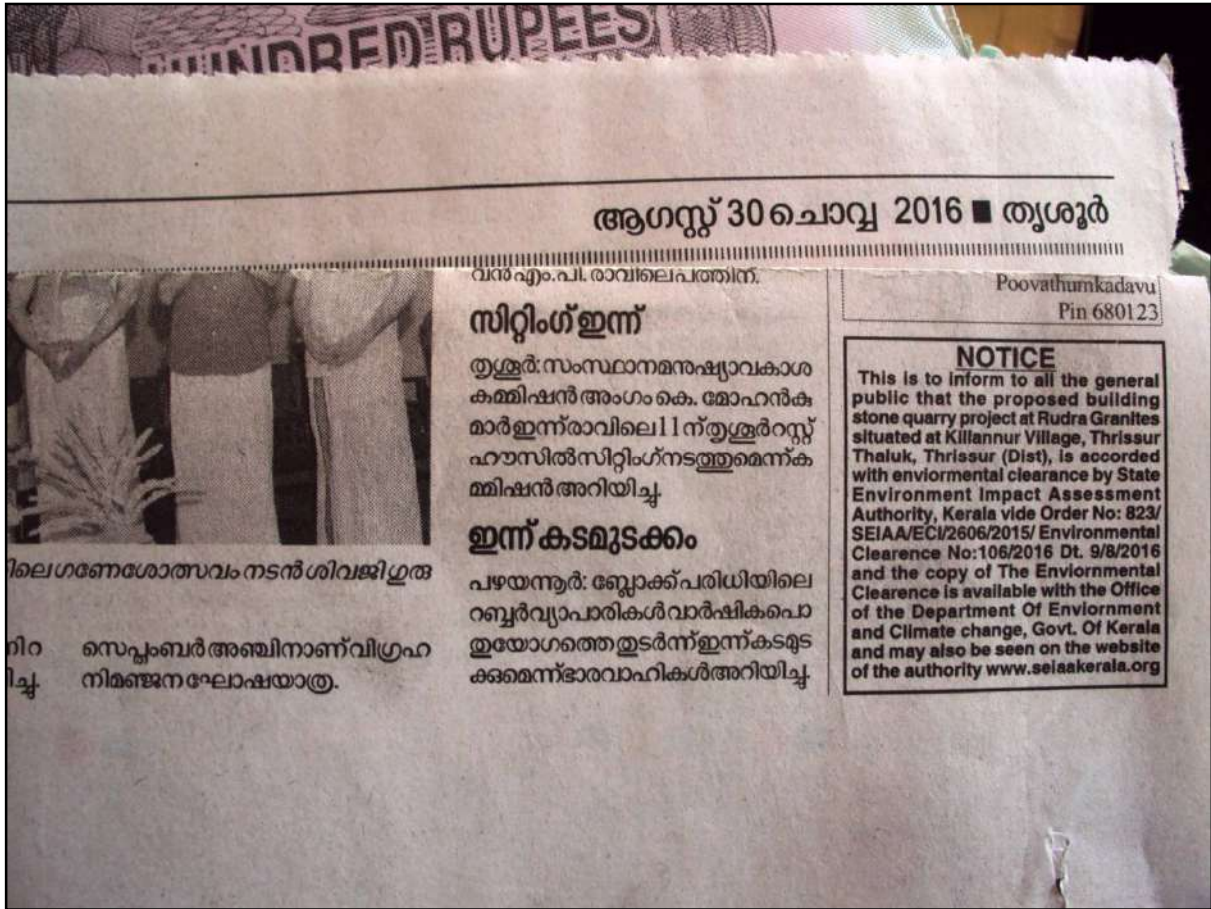 HUNDRED RUPEES
ആഗസ്റ്റ് 30 ചൊവ്വ 2016 ■ തൃശൂർ
വൻ എം.പി. രാവിലെ പത്തിന്.
സിറ്റിംഗ് ഇന്ന്
തൃശൂർ: സംസ്ഥാന മനുഷ്യാവകാശ
കമ്മിഷൻ അംഗം കെ. മോഹൻകു
മാർ ഇന്ന് രാവിലെ 11ന് തൃശൂർ റസ്റ്റ്
ഹൗസിൽ സിറ്റിംഗ് നടത്തുമെന്ന് ക
മ്മിഷൻ അറിയിച്ചു.
ഇന്ന് കടമുടക്കം
പഴയന്നൂർ: ബ്ലോക്ക് പരിധിയിലെ
റബ്ബർ വ്യാപാരികൾ വാർഷിക പൊ
തുയോഗത്തെ തുടർന്ന് ഇന്ന് കടമുട
ക്കുമെന്ന് ഭാരവാഹികൾ അറിയിച്ചു.
ിലെ ഗണേശോത്സവം നടൻ ശിവജി ഗുരു
നിറ
ിച്ചു.
സെപ്റ്റംബർ അഞ്ചിനാണ് വിഗ്രഹ
നിമഞ്ജന ഘോഷയാത്ര.
Poovathumkadavu
Pin 680123
NOTICE
This is to inform to all the general
public that the proposed building
stone quarry project at Rudra Granites
situated at Killannur Village, Thrissur
Thaluk, Thrissur (Dist), is accorded
with enviormental clearance by State
Environment Impact Assessment
Authority, Kerala vide Order No: 823/
SEIAA/ECI/2606/2015/ Environmental
Clearence No:106/2016 Dt. 9/8/2016
and the copy of The Enviornmental
Clearence is available with the Office
of the Department Of Enviornment
and Climate change, Govt. Of Kerala
and may also be seen on the website
of the authority www.seiaakerala.org